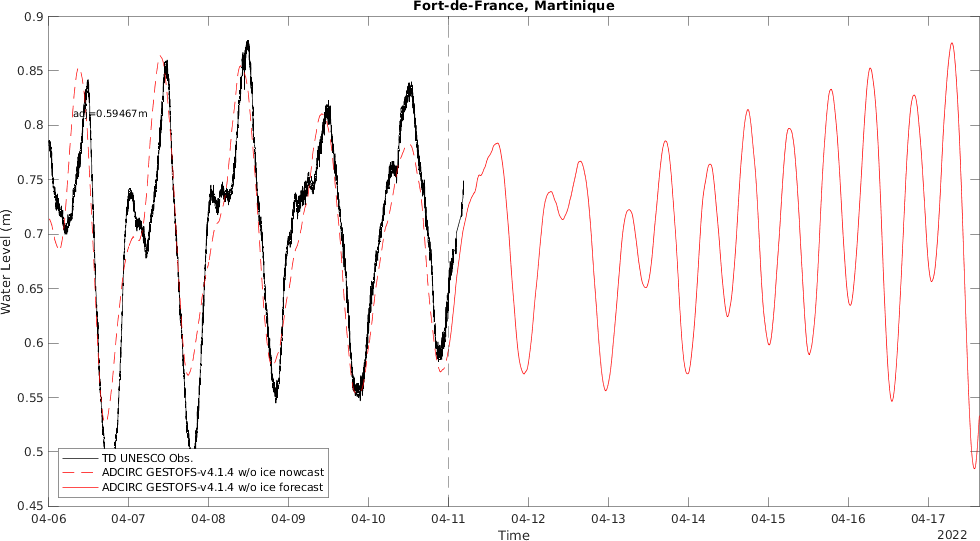 Fort-de-France, Martinique
0.9
0.85
adj=0.59467m
0.8
0.75
0.7
0.65
0.6
0.55
0.5
0.45
Water Level (m)
TD UNESCO Obs.
ADCIRC GESTOFS-v4.1.4 w/o ice nowcast
ADCIRC GESTOFS-v4.1.4 w/o ice forecast
04-06 04-07 04-08 04-09 04-10 04-11 04-12 04-13 04-14 04-15 04-16 04-17
Time
2022